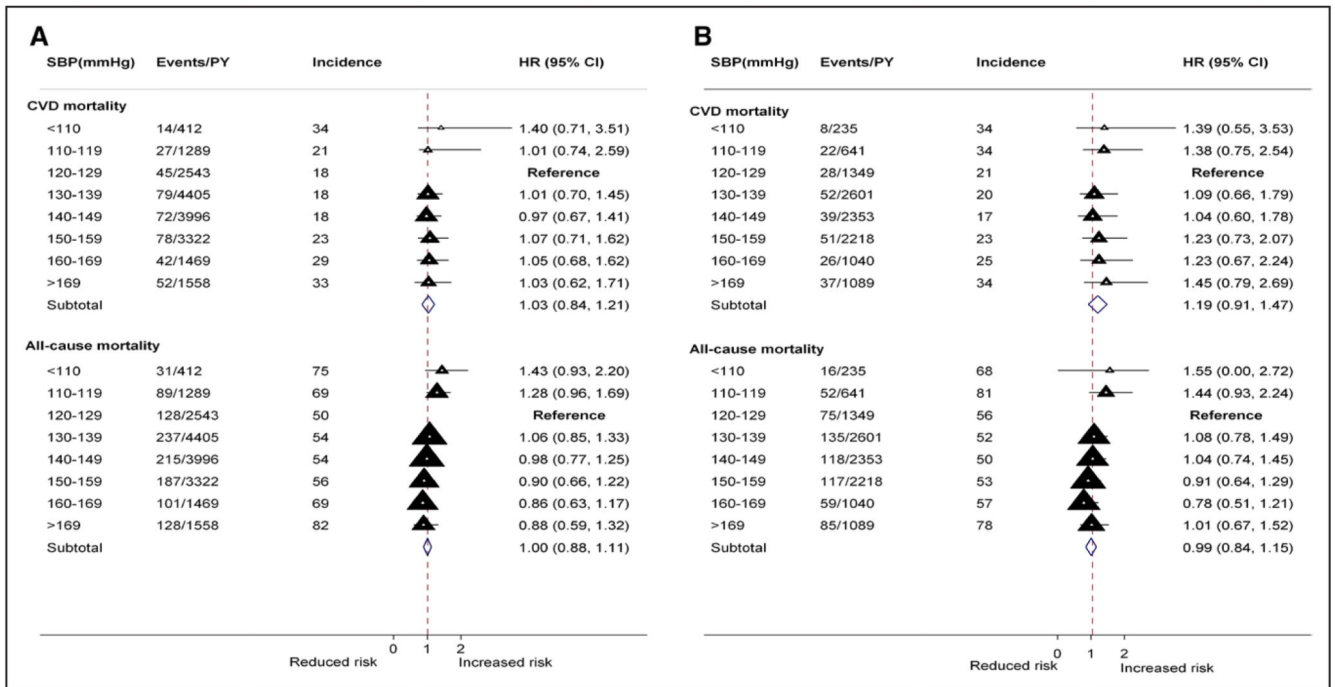 A
SBP(mmHg) Events/PY Incidence HR (95% CI)
CVD mortality
<110 14/412 34 1.40 (0.71, 3.51)
110-119 27/1289 21 1.01 (0.74, 2.59)
120-129 45/2543 18 Reference
130-139 79/4405 18 1.01 (0.70, 1.45)
140-149 72/3996 18 0.97 (0.67, 1.41)
150-159 78/3322 23 1.07 (0.71, 1.62)
160-169 42/1469 29 1.05 (0.68, 1.62)
>169 52/1558 33 1.03 (0.62, 1.71)
Subtotal 1.03 (0.84, 1.21)
All-cause mortality
<110 31/412 75 1.43 (0.93, 2.20)
110-119 89/1289 69 1.28 (0.96, 1.69)
120-129 128/2543 50 Reference
130-139 237/4405 54 1.06 (0.85, 1.33)
140-149 215/3996 54 0.98 (0.77, 1.25)
150-159 187/3322 56 0.90 (0.66, 1.22)
160-169 101/1469 69 0.86 (0.63, 1.17)
>169 128/1558 82 0.88 (0.59, 1.32)
Subtotal 1.00 (0.88, 1.11)
0 1 2
Reduced risk Increased risk
B
SBP(mmHg) Events/PY Incidence HR (95% CI)
CVD mortality
<110 8/235 34 1.39 (0.55, 3.53)
110-119 22/641 34 1.38 (0.75, 2.54)
120-129 28/1349 21 Reference
130-139 52/2601 20 1.09 (0.66, 1.79)
140-149 39/2353 17 1.04 (0.60, 1.78)
150-159 51/2218 23 1.23 (0.73, 2.07)
160-169 26/1040 25 1.23 (0.67, 2.24)
>169 37/1089 34 1.45 (0.79, 2.69)
Subtotal 1.19 (0.91, 1.47)
All-cause mortality
<110 16/235 68 1.55 (0.00, 2.72)
110-119 52/641 81 1.44 (0.93, 2.24)
120-129 75/1349 56 Reference
130-139 135/2601 52 1.08 (0.78, 1.49)
140-149 118/2353 50 1.04 (0.74, 1.45)
150-159 117/2218 53 0.91 (0.64, 1.29)
160-169 59/1040 57 0.78 (0.51, 1.21)
>169 85/1089 78 1.01 (0.67, 1.52)
Subtotal 0.99 (0.84, 1.15)
0 1 2
Reduced risk Increased risk